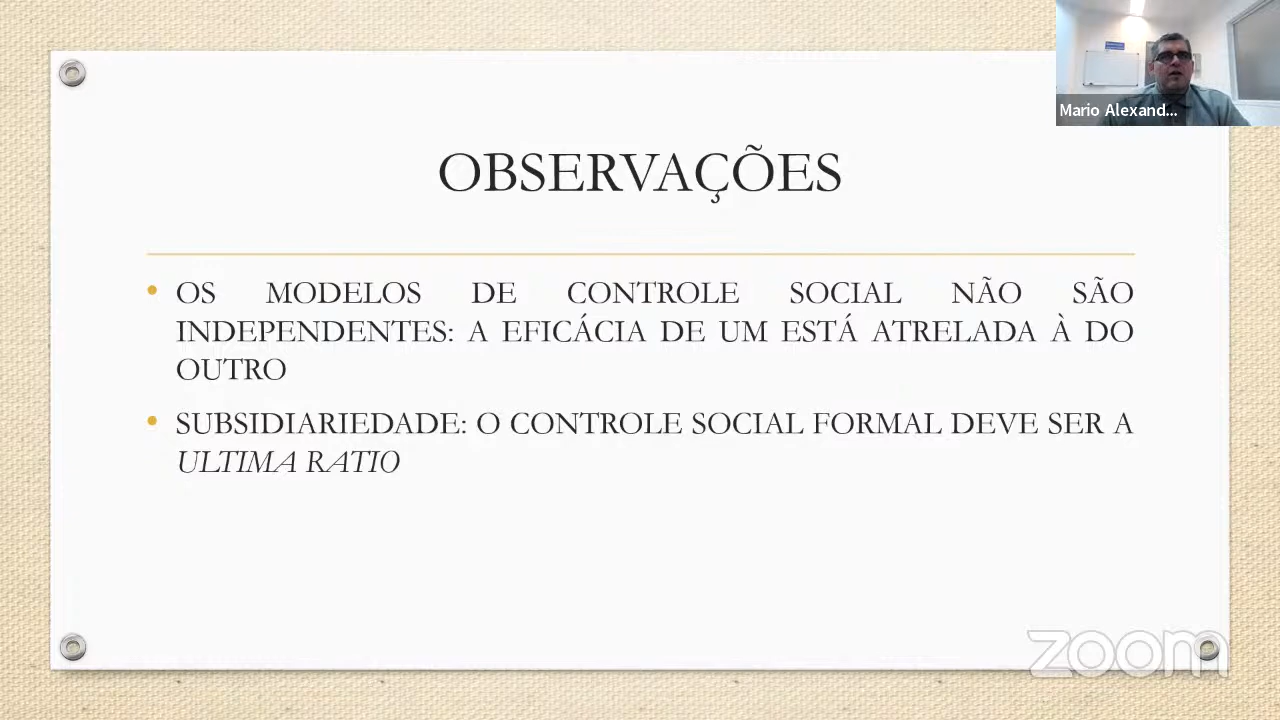 Mario Alexand...
OBSERVAÇÕES
• OS MODELOS DE CONTROLE SOCIAL NÃO SÃO
INDEPENDENTES: A EFICÁCIA DE UM ESTÁ ATRELADA À DO
OUTRO
• SUBSIDIARIEDADE: O CONTROLE SOCIAL FORMAL DEVE SER A
ULTIMA RATIO
zoom